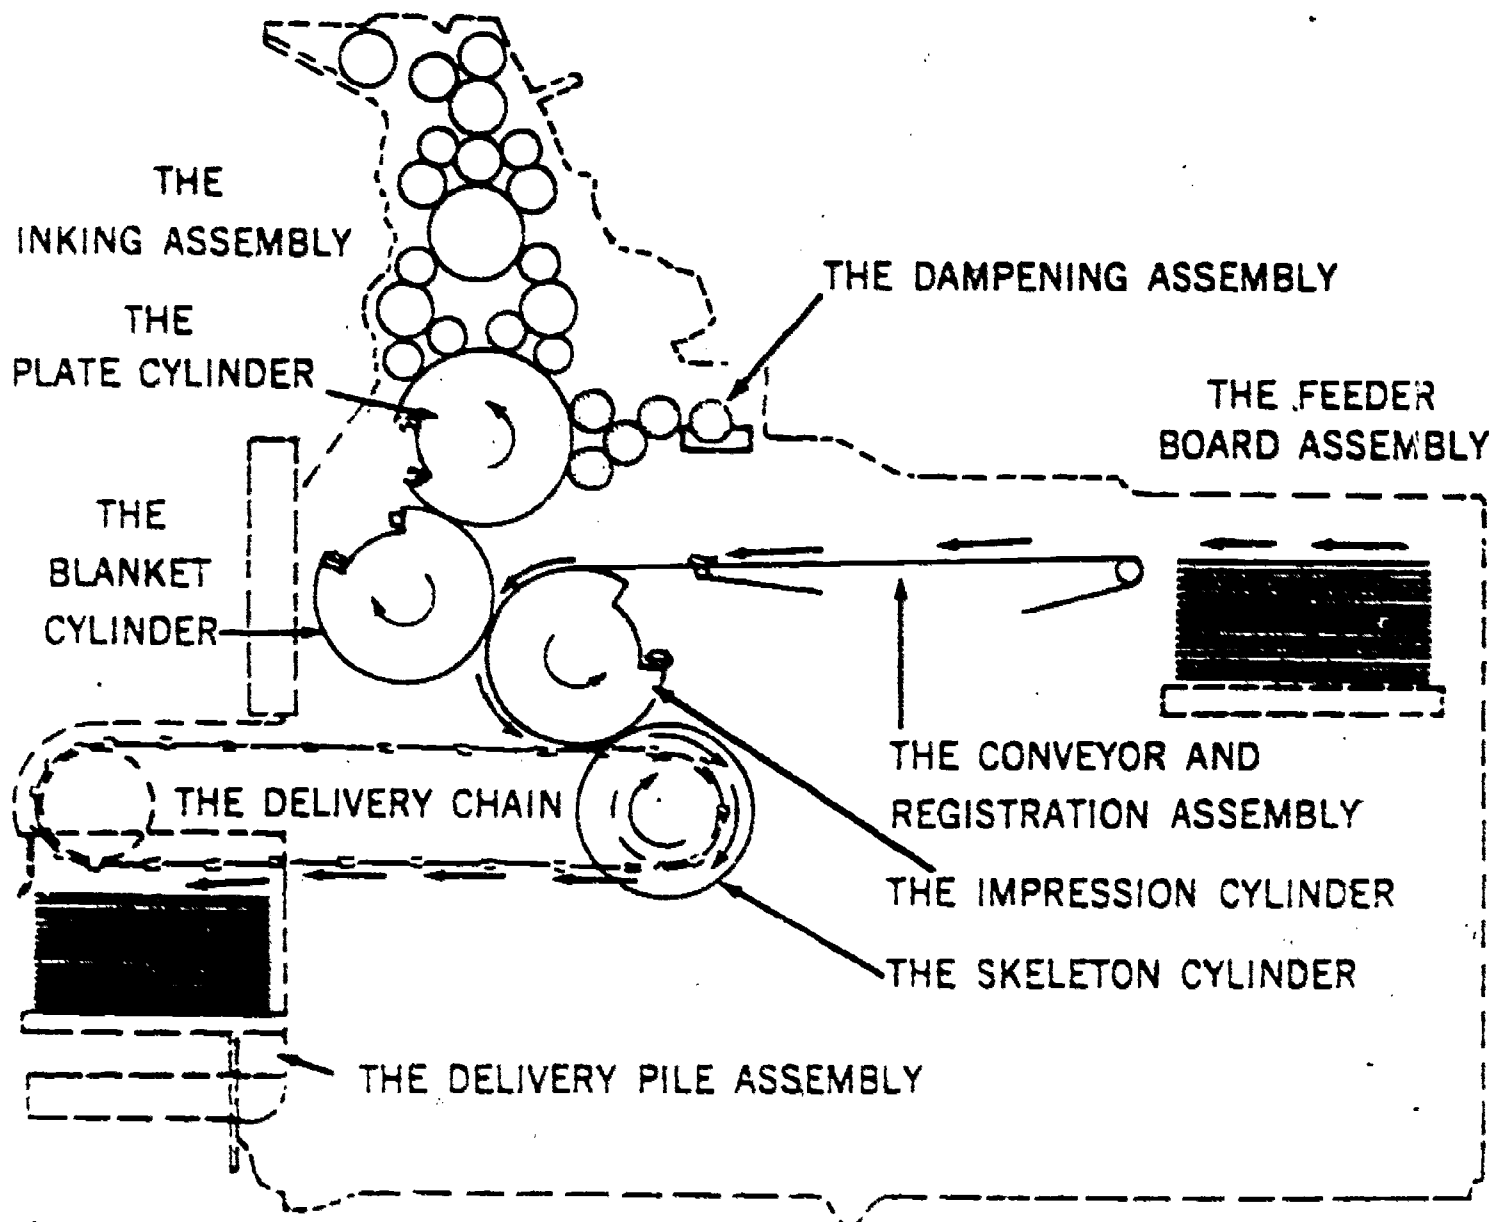 THE
INKING ASSEMBLY
THE
PLATE CYLINDER
THE DAMPENING ASSEMBLY
THE FEEDER
BOARD ASSEMBLY
THE
BLANKET
CYLINDER
THE CONVEYOR AND
REGISTRATION ASSEMBLY
THE DELIVERY CHAIN
THE IMPRESSION CYLINDER
THE SKELETON CYLINDER
THE DELIVERY PILE ASSEMBLY